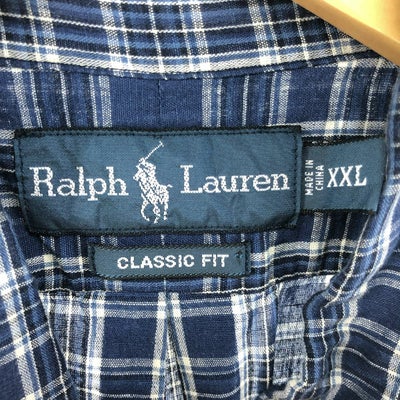 Ralph Lauren
MADE IN
CHINA
XXL
CLASSIC FIT